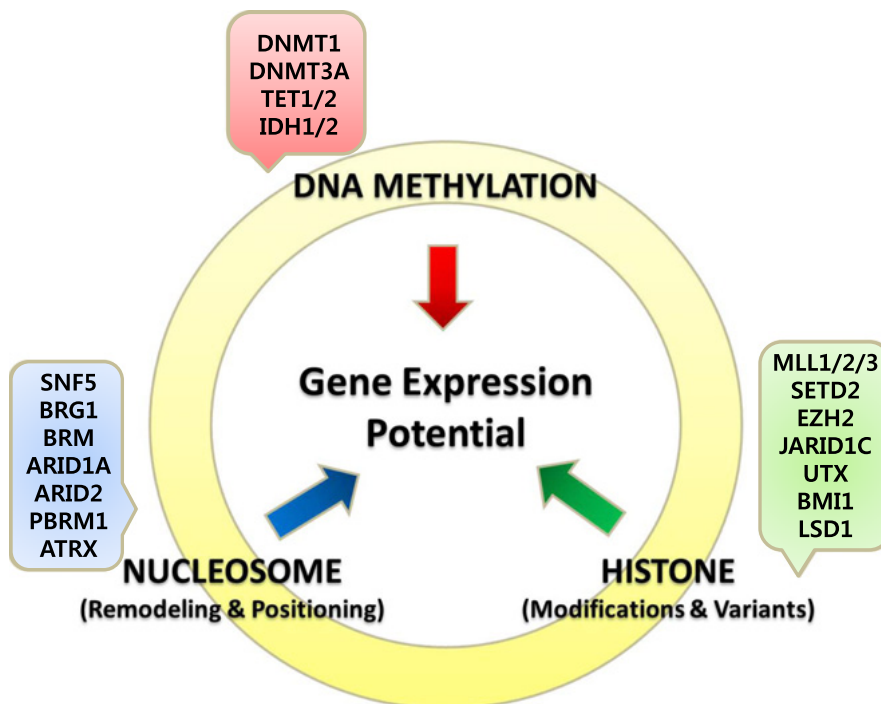 DNMT1
DNMT3A
TET1/2
IDH1/2
DNA METHYLATION
Gene Expression
Potential
SNF5
BRG1
BRM
ARID1A
ARID2
PBRM1
ATRX
MLL1/2/3
SETD2
EZH2
JARID1C
UTX
BMI1
LSD1
NUCLEOSOME
(Remodeling & Positioning)
HISTONE
(Modifications & Variants)